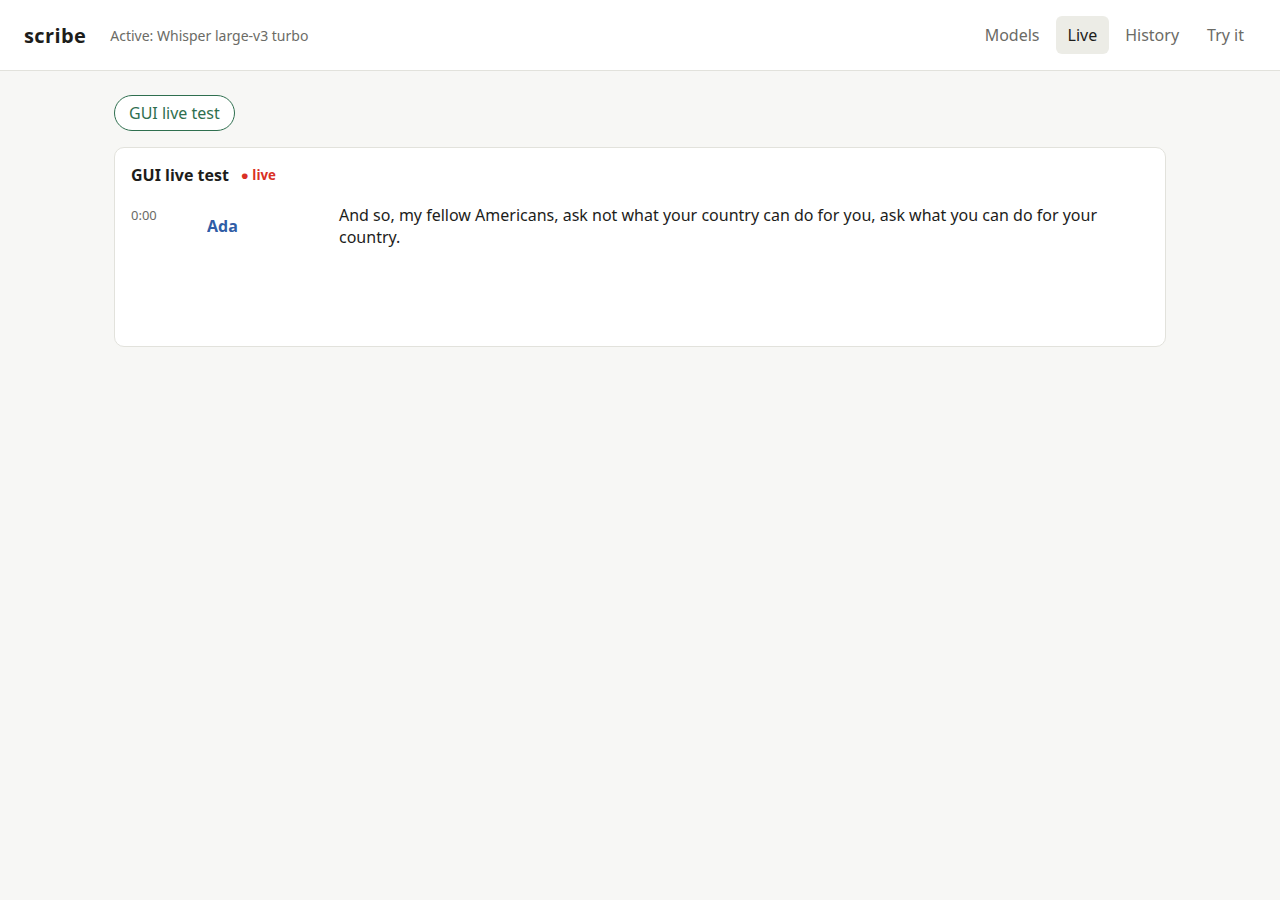 scribe
Active: Whisper large-v3 turbo
Models
Live
History
Try it
GUI live test
GUI live test ● live
0:00
Ada
And so, my fellow Americans, ask not what your country can do for you, ask what you can do for your
country.